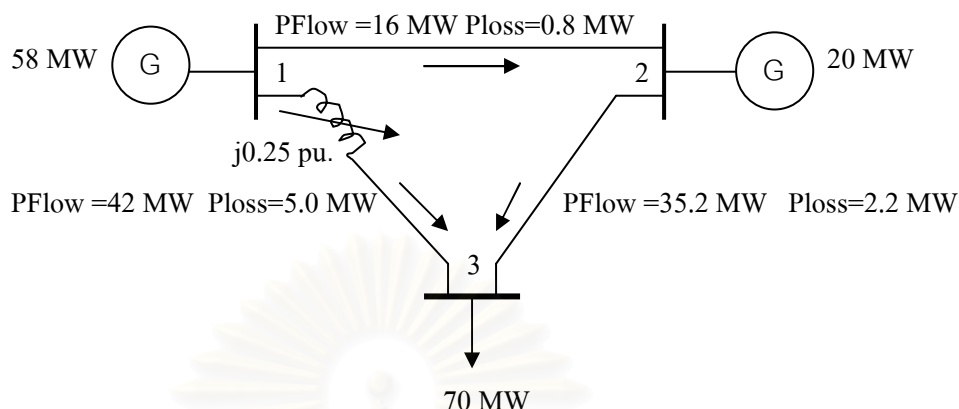 PFlow =16 MW Ploss=0.8 MW
58 MW G 1 2 G 20 MW
j0.25 pu.
PFlow =42 MW Ploss=5.0 MW PFlow =35.2 MW Ploss=2.2 MW
3
70 MW